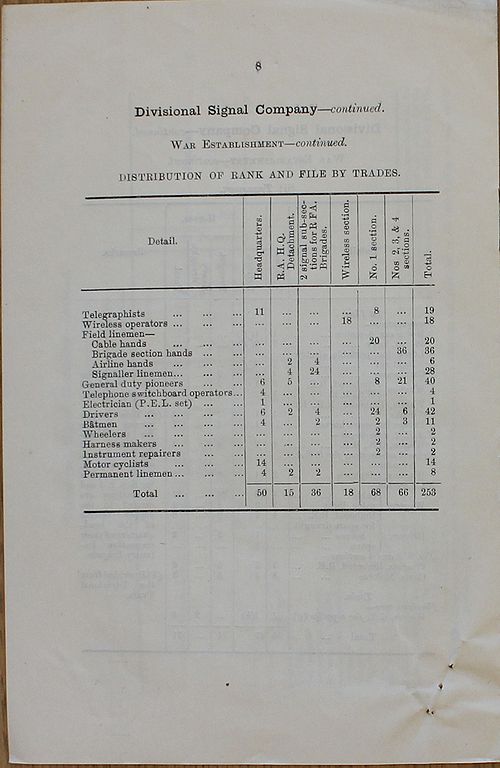 8
Divisional Signal Company—continued.
War Establishment—continued.
DISTRIBUTION OF RANK AND FILE BY TRADES.
Detail. Headquarters. R.A. H.Q. Detachment. 2 signal sub-sections for R F A. Brigades. Wireless section. No. 1 section. Nos 2, 3, & 4 sections. Total.
Telegraphists ... ... ... 11 ... ... ... 8 ... 19
Wireless operators ... ... ... ... ... ... 18 ... ... 18
Field linemen—
Cable hands ... ... ... ... ... ... ... 20 ... 20
Brigade section hands ... ... ... ... ... ... ... 36 36
Airline hands ... ... ... 2 4 ... ... ... 6
Signaller linemen... ... ... ... 4 24 ... ... ... 28
General duty pioneers ... ... 6 5 ... ... 8 21 40
Telephone switchboard operators... 4 ... ... ... ... ... 4
Electrician (P.E.L. set) ... ... 1 ... ... ... ... ... 1
Drivers ... ... ... ... 6 2 4 ... 24 6 42
Batmen ... ... ... ... 4 ... 2 ... 2 3 11
Wheelers ... ... ... ... ... ... ... ... 2 ... 2
Harness makers ... ... ... ... ... ... ... 2 ... 2
Instrument repairers ... ... ... ... ... ... 2 ... 2
Motor cyclists ... ... ... 14 ... ... ... ... ... 14
Permanent linemen ... ... ... 4 2 2 ... ... ... 8
Total ... ... ... 50 15 36 18 68 66 253